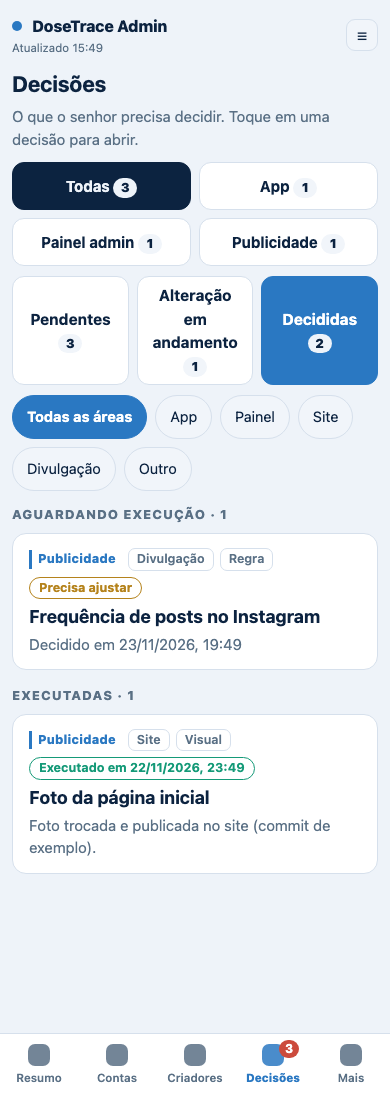 DoseTrace Admin
Atualizado 15:49
≡
Decisões
O que o senhor precisa decidir. Toque em uma
decisão para abrir.
Todas 3
App 1
Painel admin 1
Publicidade 1
Pendentes
3
Alteração
em
andamento
1
Decididas
2
Todas as áreas
App
Painel
Site
Divulgação
Outro
AGUARDANDO EXECUÇÃO · 1
Publicidade Divulgação Regra
Precisa ajustar
Frequência de posts no Instagram
Decidido em 23/11/2026, 19:49
EXECUTADAS · 1
Publicidade Site Visual
Executado em 22/11/2026, 23:49
Foto da página inicial
Foto trocada e publicada no site (commit de
exemplo).
3
Resumo Contas Criadores Decisões Mais